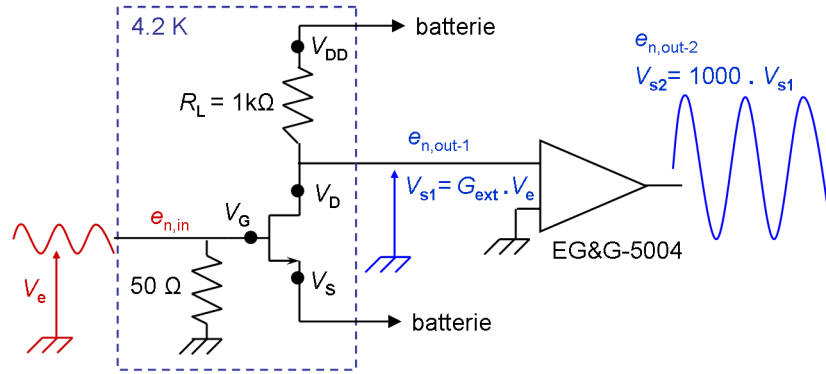 4.2 K
batterie
V_DD
R_L = 1kΩ
e_n,out-2
V_s2 = 1000 . V_s1
e_n,out-1
V_s1 = G_ext . V_e
V_D
V_G
e_n,in
V_e
50 Ω
V_S
batterie
EG&G-5004